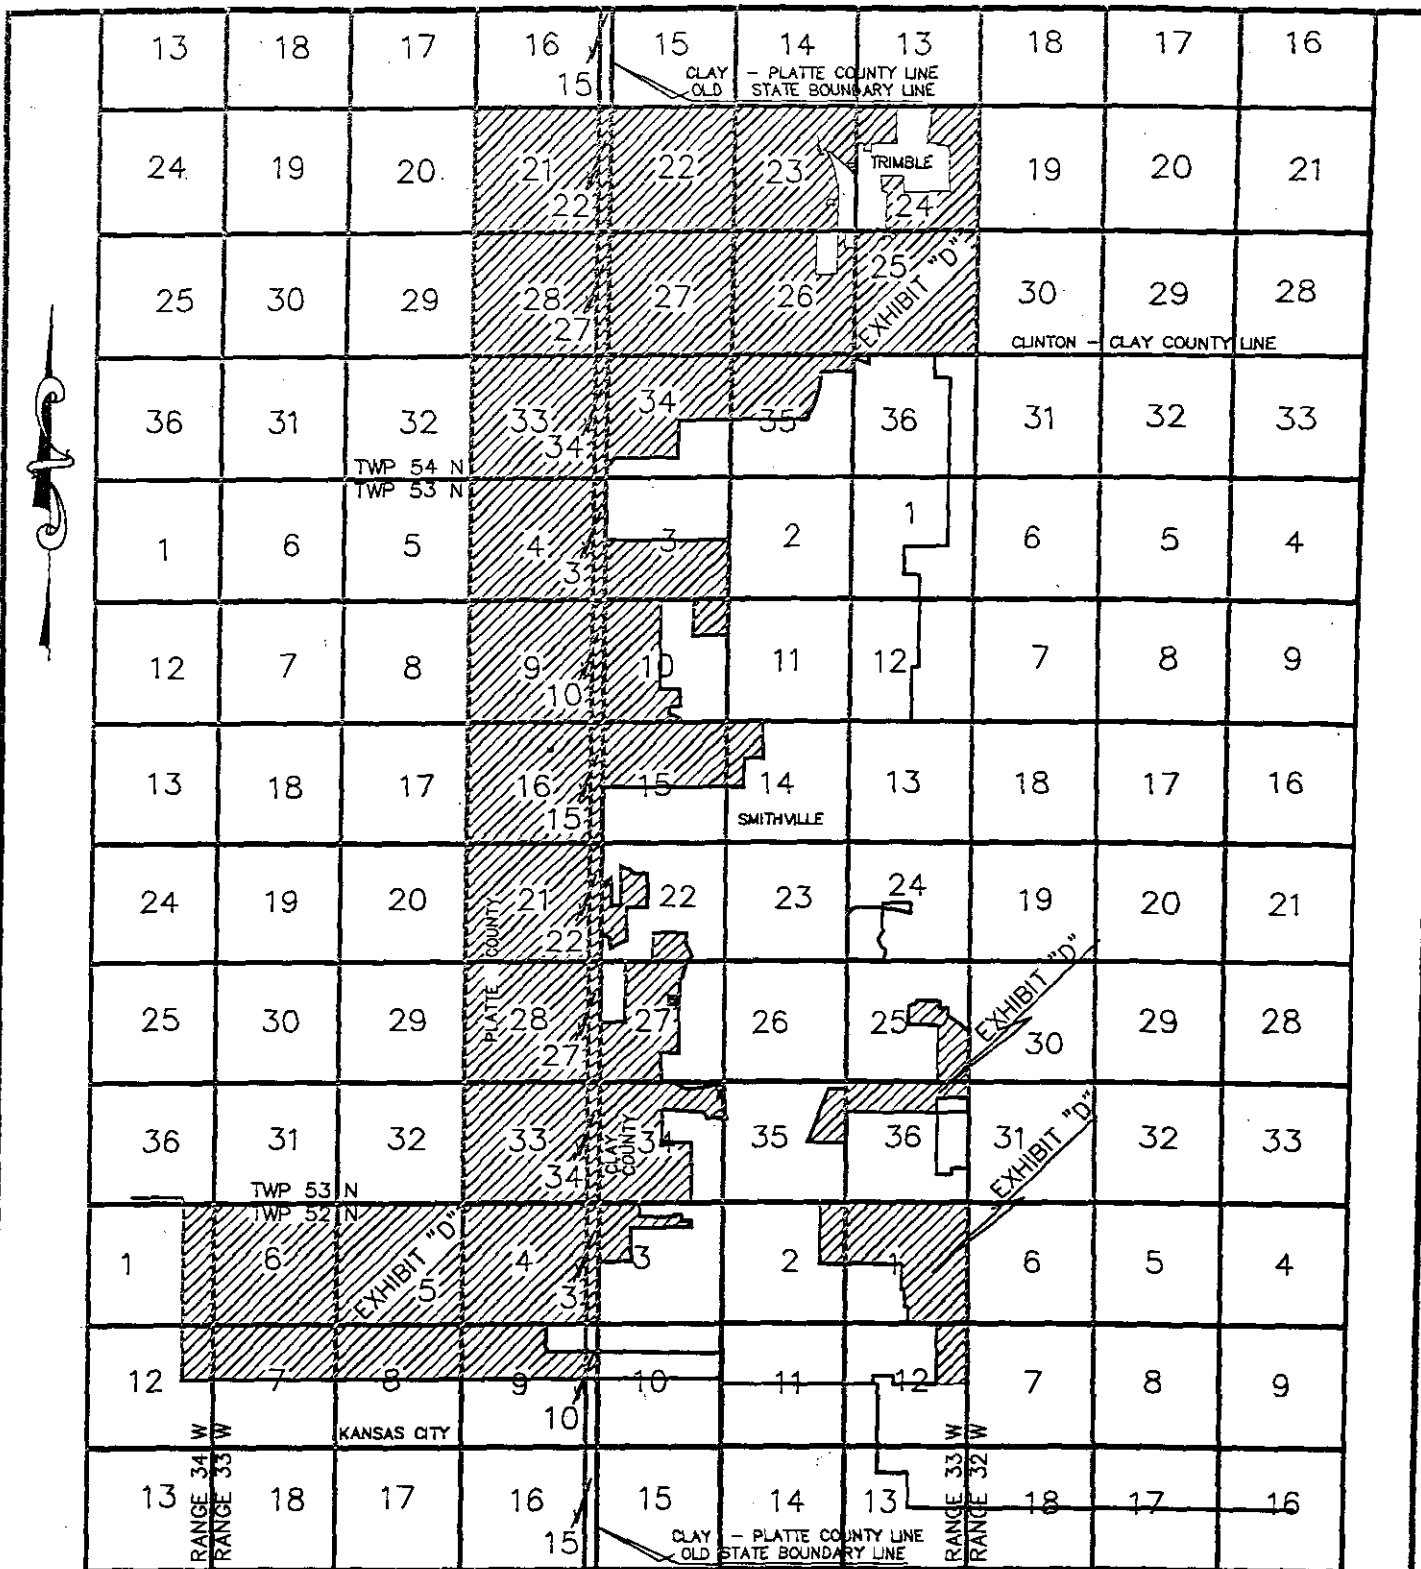 13 18 17 16 15 14 13 18 17 16
15
CLAY - PLATTE COUNTY LINE
OLD STATE BOUNDARY LINE
24 19 20 21 22 23 TRIMBLE 19 20 21
22 24
25 30 29 28 27 26 25 30 29 28
27 EXHIBIT "D"
CLINTON - CLAY COUNTY LINE
36 31 32 33 34 35 36 31 32 33
34
TWP 54 N
TWP 53 N
1 6 5 4 3 2 1 6 5 4
3
12 7 8 9 10 11 12 7 8 9
10
13 18 17 16 15 14 13 18 17 16
15 SMITHVILLE
24 19 20 21 22 23 24 19 20 21
22
PLATTE COUNTY
EXHIBIT "D"
25 30 29 28 27 26 25 30 29 28
27
36 31 32 33 34 35 36 31 32 33
34
CLAY
COUNTY
EXHIBIT "D"
TWP 53 N
TWP 52 N
1 6 5 4 3 2 1 6 5 4
3
EXHIBIT "D"
12 7 8 9 10 11 12 7 8 9
10
KANSAS CITY
RANGE 34 W
RANGE 33 W
RANGE 33 W
RANGE 32 W
13 18 17 16 15 14 13 18 17 16
15
CLAY - PLATTE COUNTY LINE
OLD STATE BOUNDARY LINE